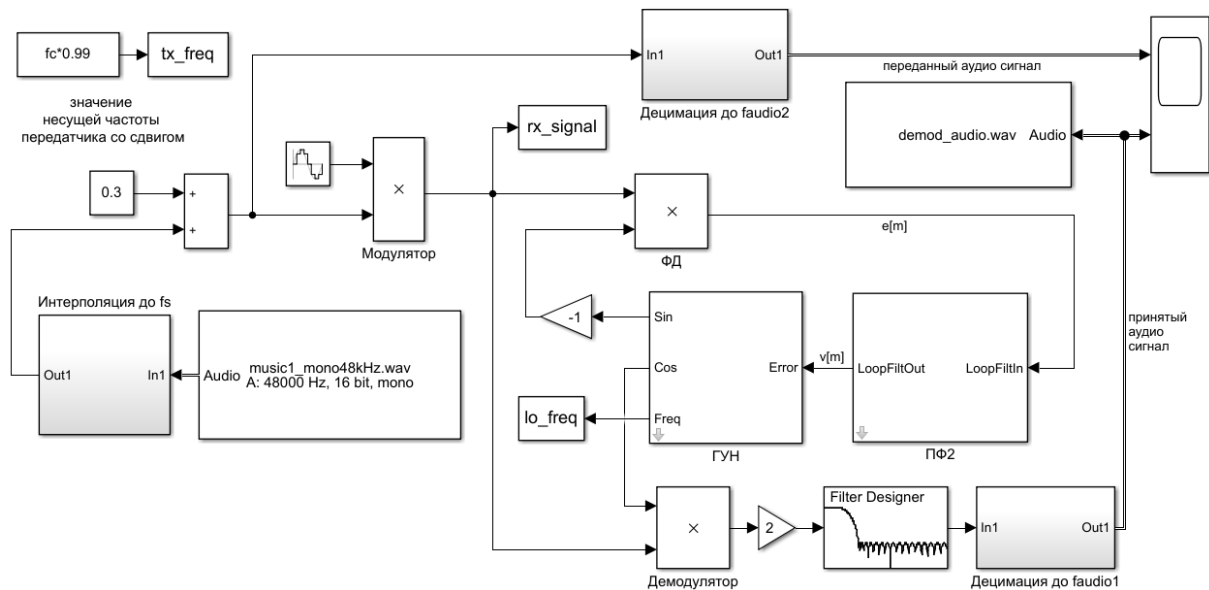 fc*0.99
tx_freq
значение
несущей частоты
передатчика со сдвигом
In1
Out1
Децимация до faudio2
переданный аудио сигнал
rx_signal
demod_audio.wav
Audio
0.3
+
+
×
Модулятор
×
ФД
e[m]
Интерполяция до fs
Out1
In1
Audio
music1_mono48kHz.wav
A: 48000 Hz, 16 bit, mono
-1
Sin
Cos
Freq
Error
ГУН
v[m]
LoopFiltOut
LoopFiltIn
ПФ2
принятый
аудио
сигнал
lo_freq
×
Демодулятор
2
Filter Designer
In1
Out1
Децимация до faudio1